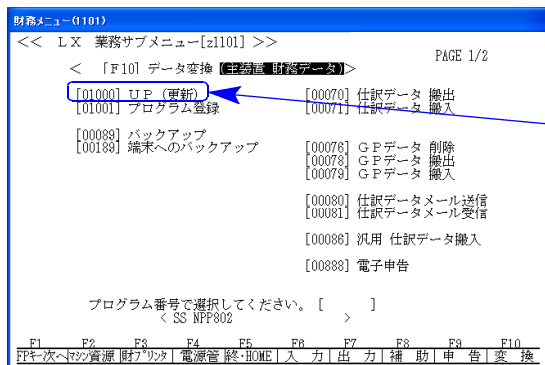 財務メニュー(1101)
<< ＬＸ 業務サブメニュー[z1101] >>
PAGE 1/2
< [F10] データ変換 (主装置 財務データ)>
[01000] ＵＰ（更新） [00070] 仕訳データ 搬出
[01001] プログラム登録 [00071] 仕訳データ 搬入
[00089] バックアップ [00076] ＧＰデータ 削除
[00189] 端末へのバックアップ [00078] ＧＰデータ 搬出
[00079] ＧＰデータ 搬入
[00080] 仕訳データメール送信
[00081] 仕訳データメール受信
[00086] 汎用 仕訳データ搬入
[00888] 電子申告
プログラム番号で選択してください。 [ ]
< SS NPP802 >
F1 F2 F3 F4 F5 F6 F7 F8 F9 F10
FPキー次へ マシン資源 財プリンタ 電源管 終・HOME 入 力 出 力 補 助 申 告 変 換